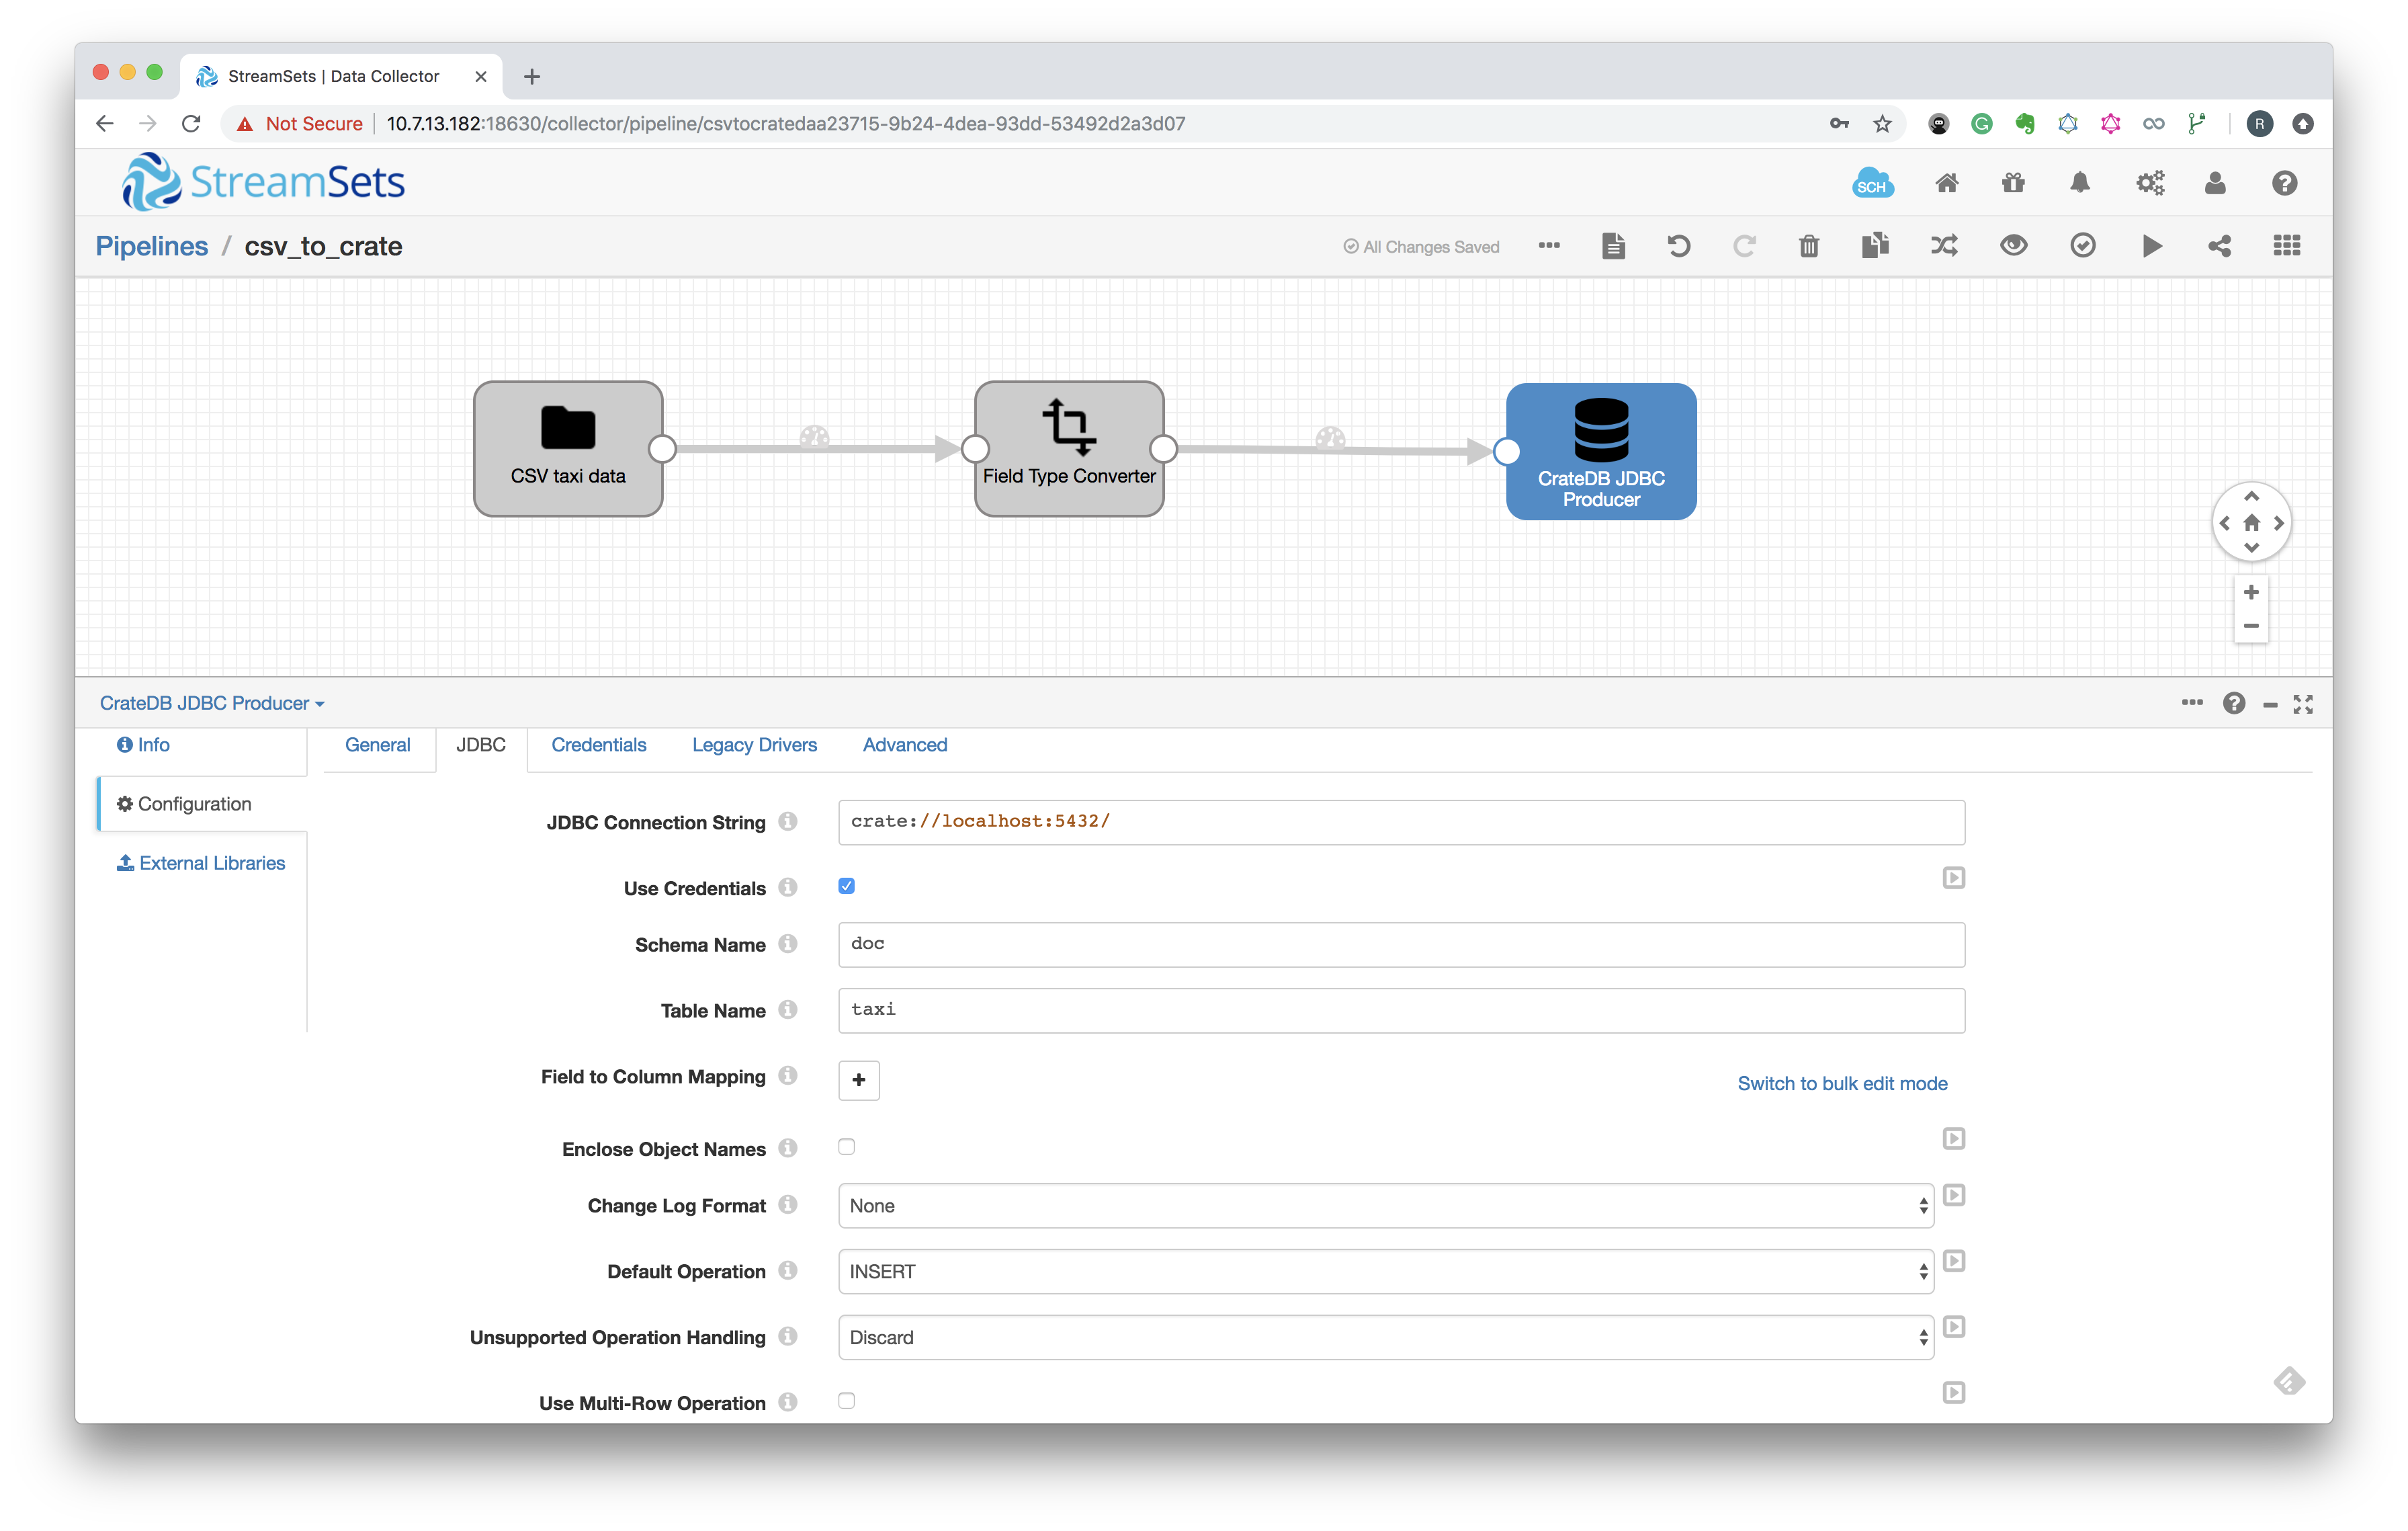 StreamSets | Data Collector
Not Secure | 10.7.13.182:18630/collector/pipeline/csvtocratedaa23715-9b24-4dea-93dd-53492d2a3d07
R
StreamSets
SCH
Pipelines / csv_to_crate
All Changes Saved
CSV taxi data
Field Type Converter
CrateDB JDBC
Producer
CrateDB JDBC Producer
Info
General
JDBC
Credentials
Legacy Drivers
Advanced
Configuration
External Libraries
JDBC Connection String
crate://localhost:5432/
Use Credentials
Schema Name
doc
Table Name
taxi
Field to Column Mapping
+
Switch to bulk edit mode
Enclose Object Names
Change Log Format
None
Default Operation
INSERT
Unsupported Operation Handling
Discard
Use Multi-Row Operation